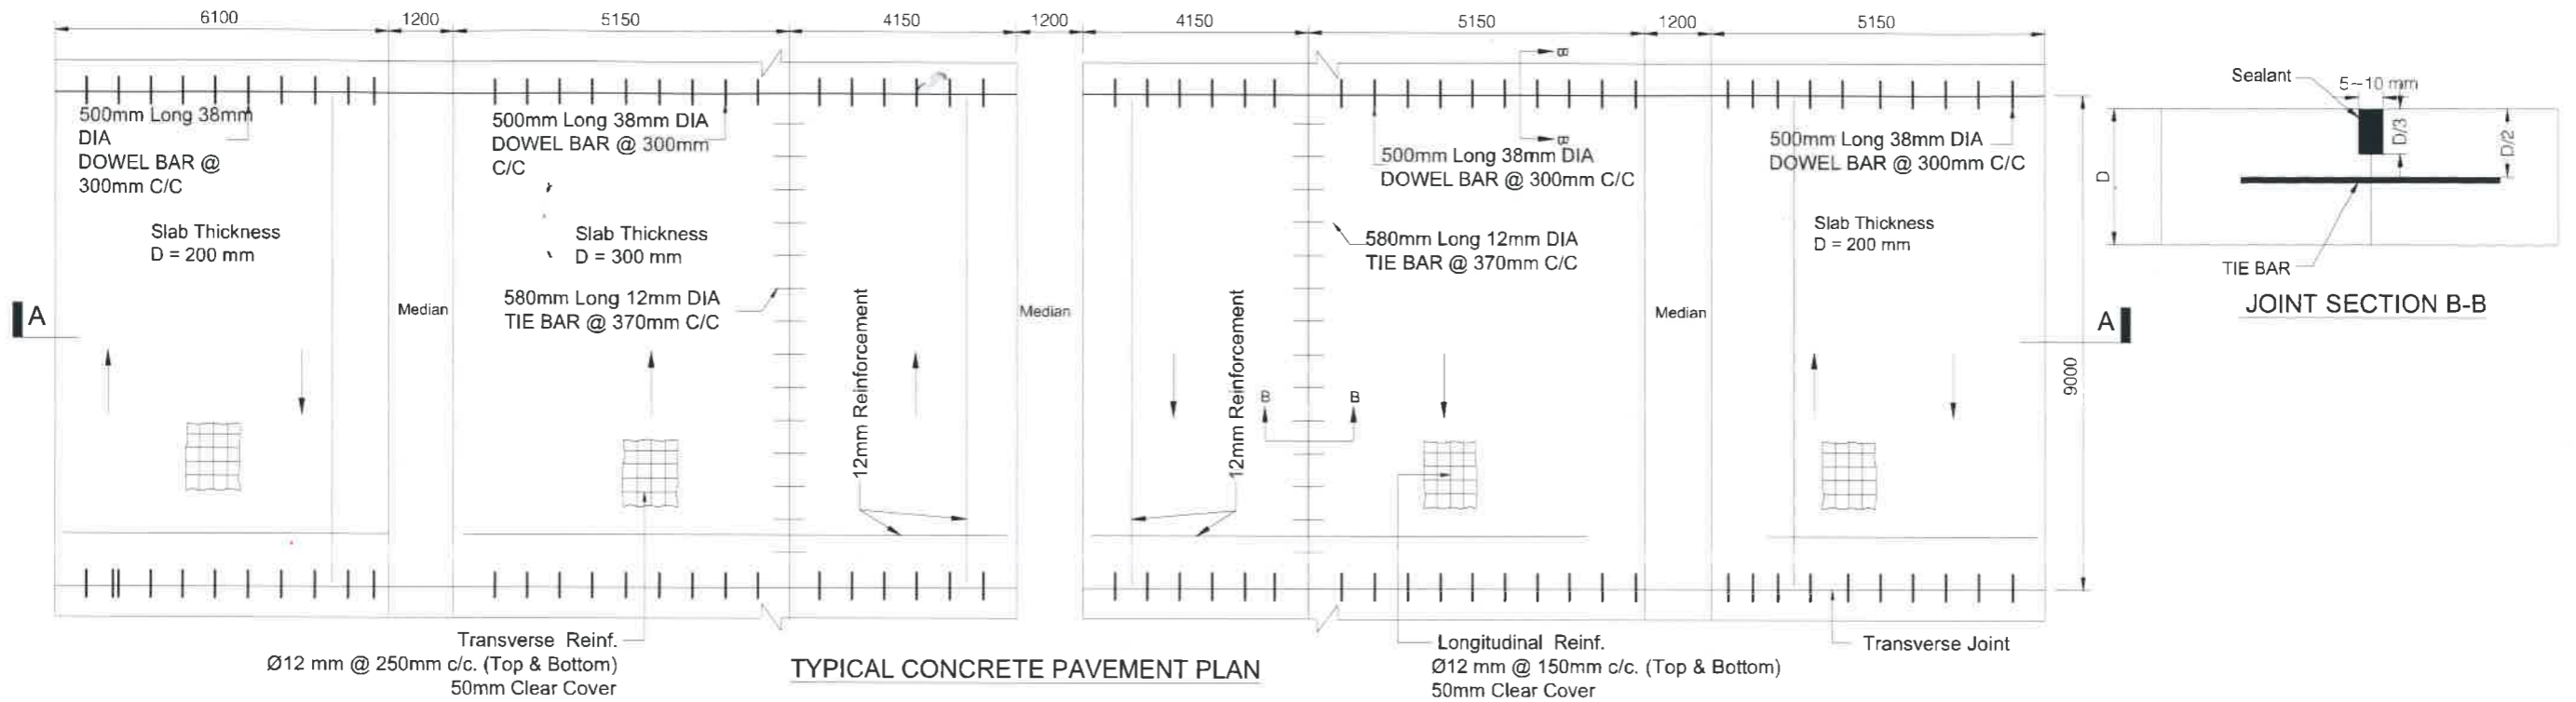 6100
1200
5150
4150
1200
4150
5150
1200
5150
500mm Long 38mm
DIA
DOWEL BAR @
300mm C/C
500mm Long 38mm DIA
DOWEL BAR @ 300mm
C/C
B
B
500mm Long 38mm DIA
DOWEL BAR @ 300mm C/C
500mm Long 38mm DIA
DOWEL BAR @ 300mm C/C
Slab Thickness
D = 200 mm
Slab Thickness
D = 300 mm
580mm Long 12mm DIA
TIE BAR @ 370mm C/C
580mm Long 12mm DIA
TIE BAR @ 370mm C/C
Slab Thickness
D = 200 mm
A
Median
Median
Median
A
12mm Reinforcement
12mm Reinforcement
B
B
9000
Transverse Reinf.
Ø12 mm @ 250mm c/c. (Top & Bottom)
50mm Clear Cover
TYPICAL CONCRETE PAVEMENT PLAN
Longitudinal Reinf.
Ø12 mm @ 150mm c/c. (Top & Bottom)
50mm Clear Cover
Transverse Joint
Sealant
5~10 mm
D/3
D/2
D
TIE BAR
JOINT SECTION B-B